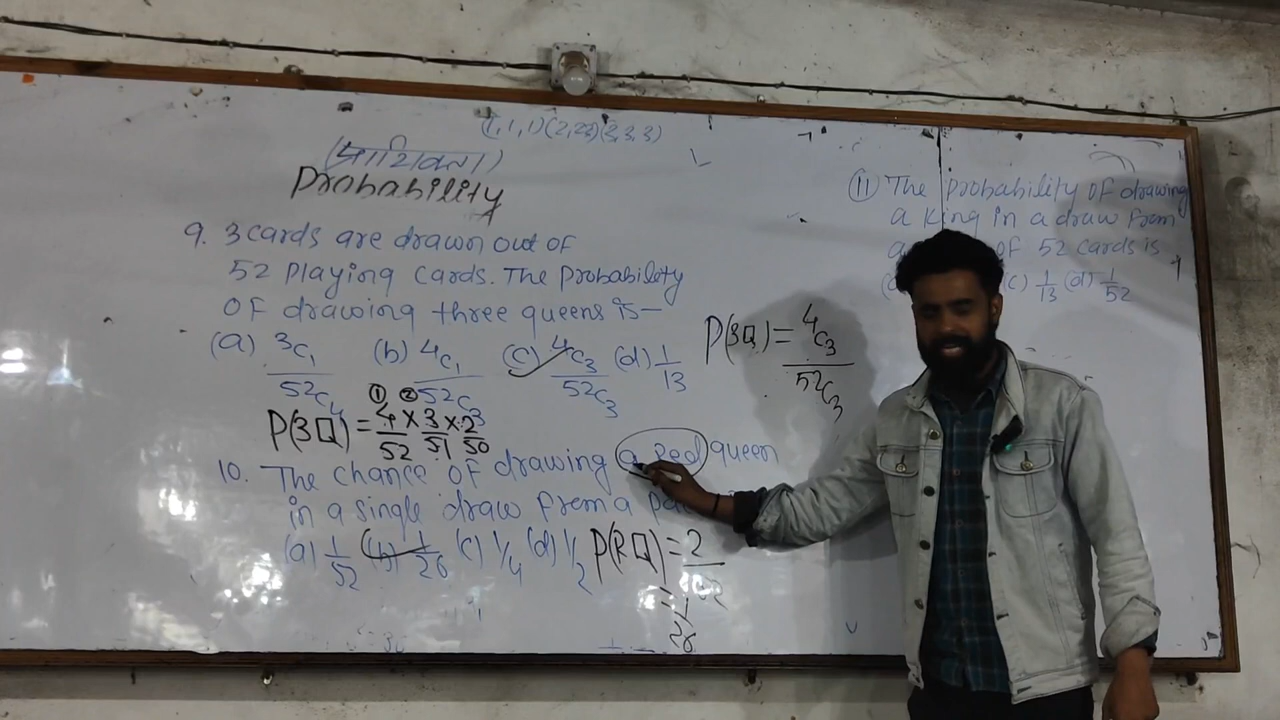 (1,1,1)(2,2,2)(3,3,3)
(प्रायिकता)
Probability
9. 3 cards are drawn out of
52 Playing cards. The Probability
of drawing three queens is-
(a) 3C1/52C4 (b) 4C1/52C3 (c) 4C3/52C3 (d) 1/13
P(3Q) = 4C3/52C3
① ②
P(3Q) = 4/52 × 3/51 × 2/50
10. The chance of drawing a Red queen
in a single draw from a
(a) 1/52 (b) 1/26 (c) 1/4 (d) 1/2
P(RQ) = 2/52
= 1/26
⑪ The Probability of drawing
a King in a draw from
a of 52 cards is
(c) 1/13 (d) 1/52